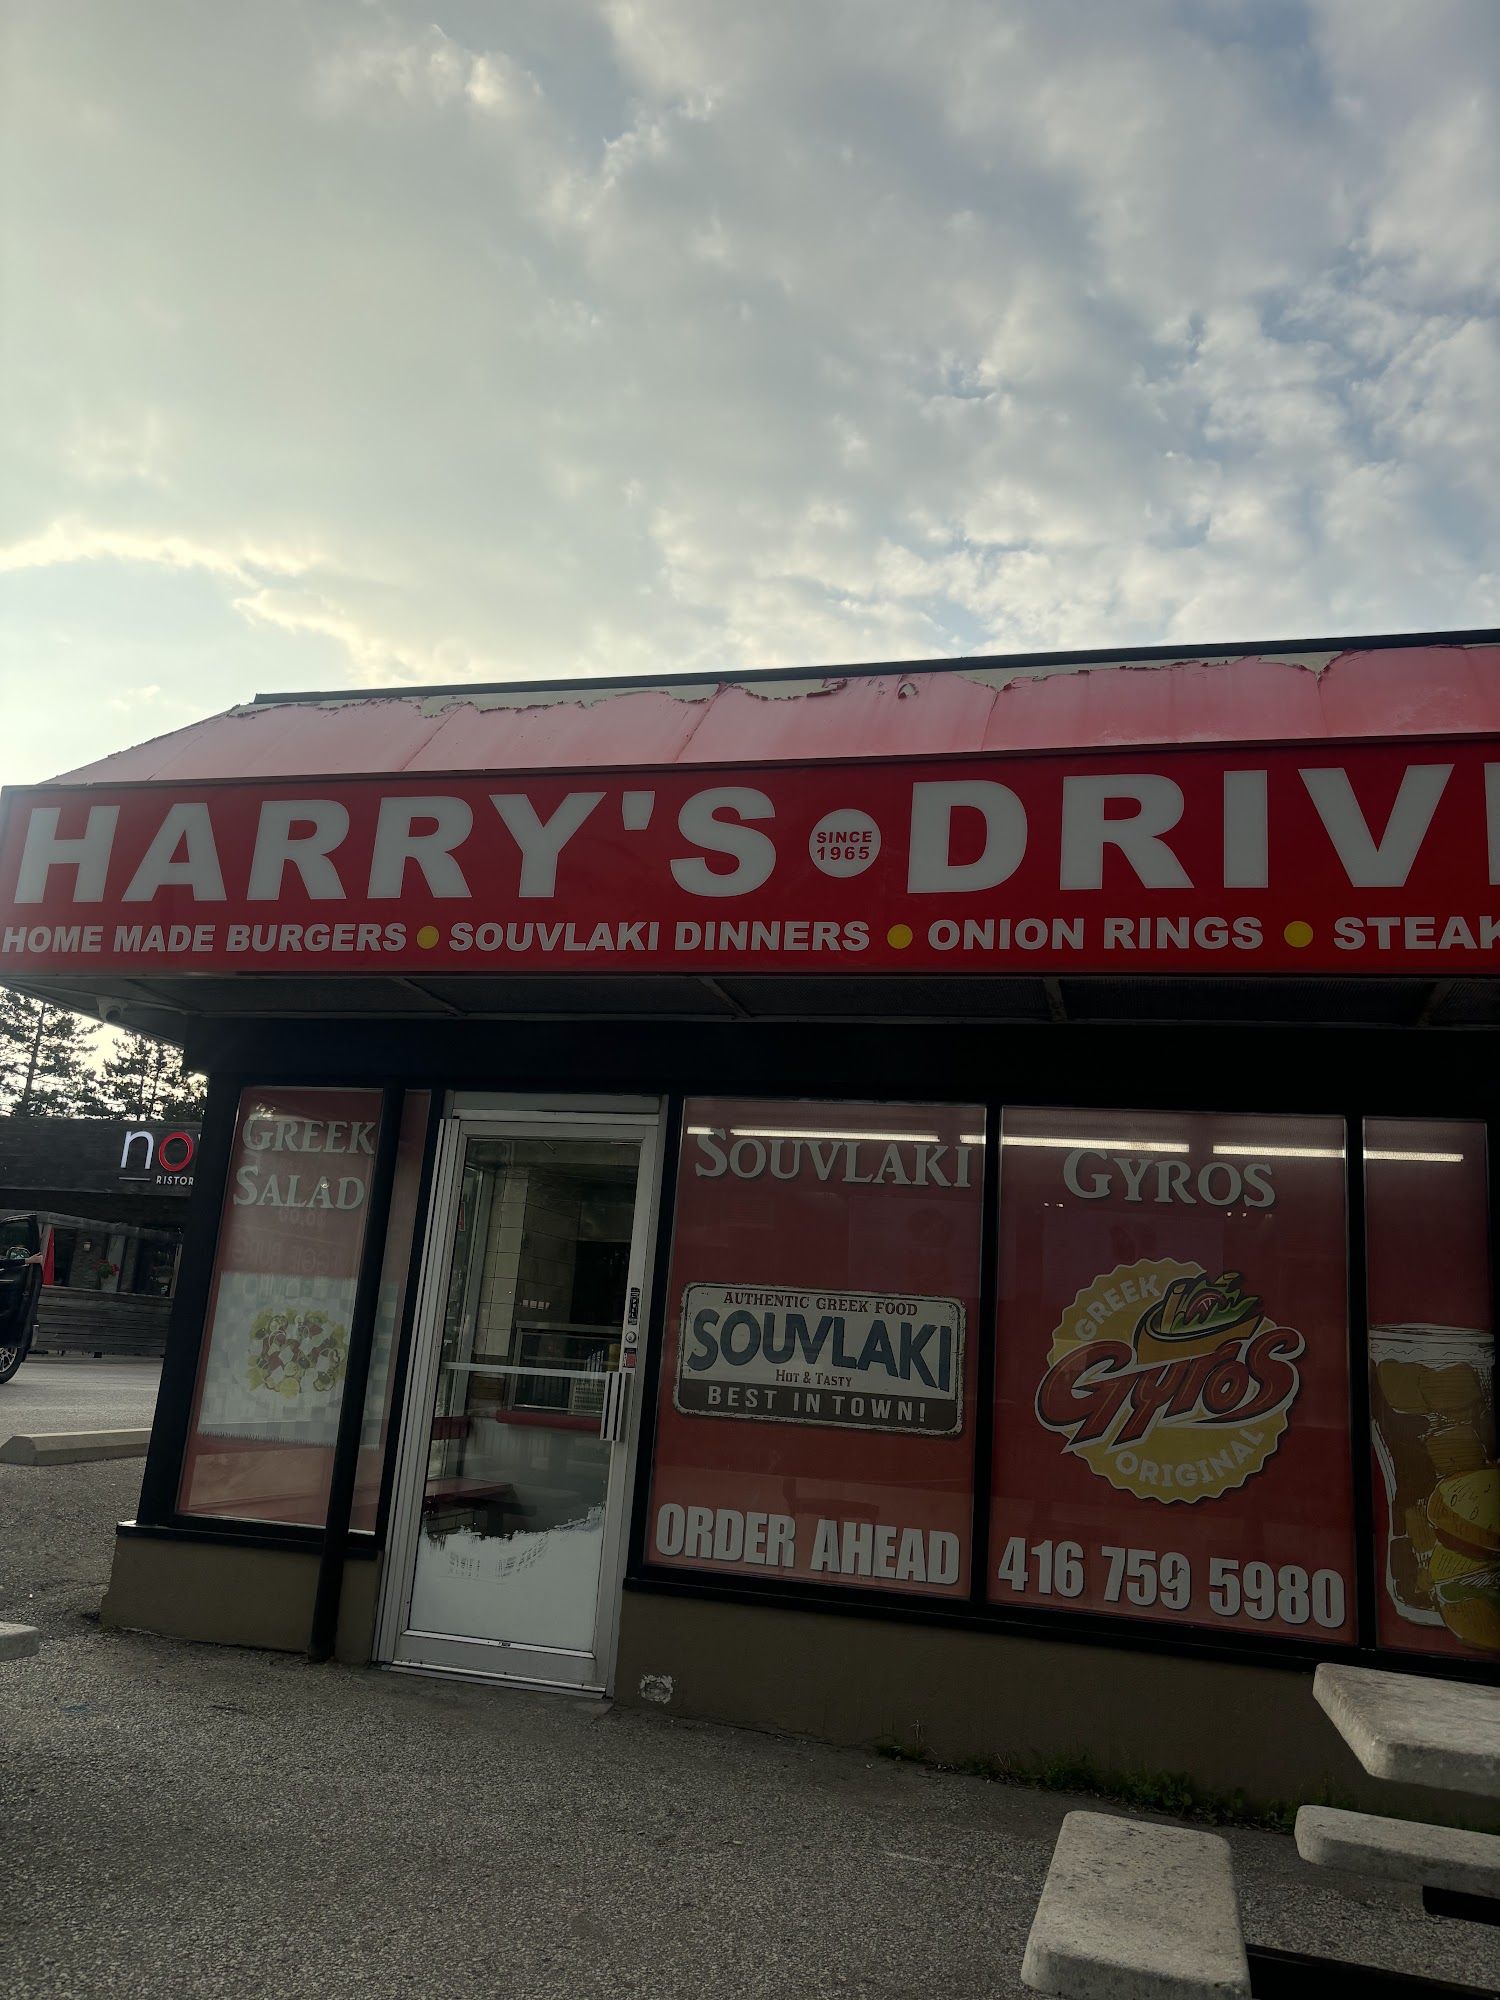 HARRY'S SINCE 1965 DRIV
HOME MADE BURGERS SOUVLAKI DINNERS ONION RINGS STEAK
no
RISTOR
GREEK
SALAD
SOUVLAKI
AUTHENTIC GREEK FOOD
SOUVLAKI
HOT & TASTY
BEST IN TOWN!
ORDER AHEAD
GYROS
GREEK
Gyros
ORIGINAL
416 759 5980